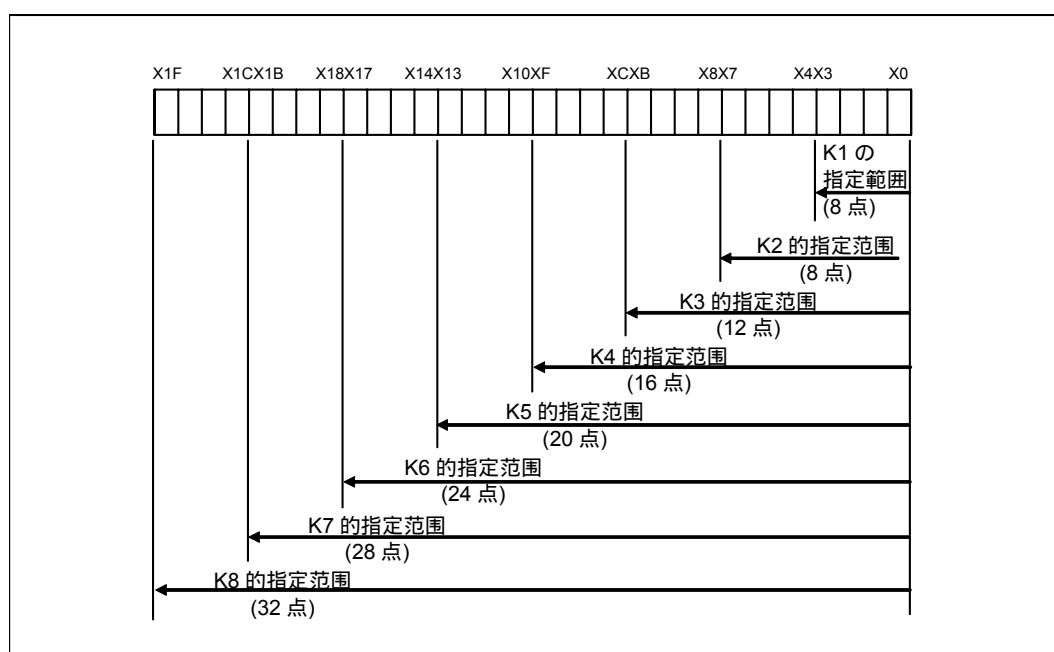 X1F X1CX1B X18X17 X14X13 X10XF XCXB X8X7 X4X3 X0
K1 の
指定範囲
(8 点)
K2 的指定范围
(8 点)
K3 的指定范围
(12 点)
K4 的指定范围
(16 点)
K5 的指定范围
(20 点)
K6 的指定范围
(24 点)
K7 的指定范围
(28 点)
K8 的指定范围
(32 点)